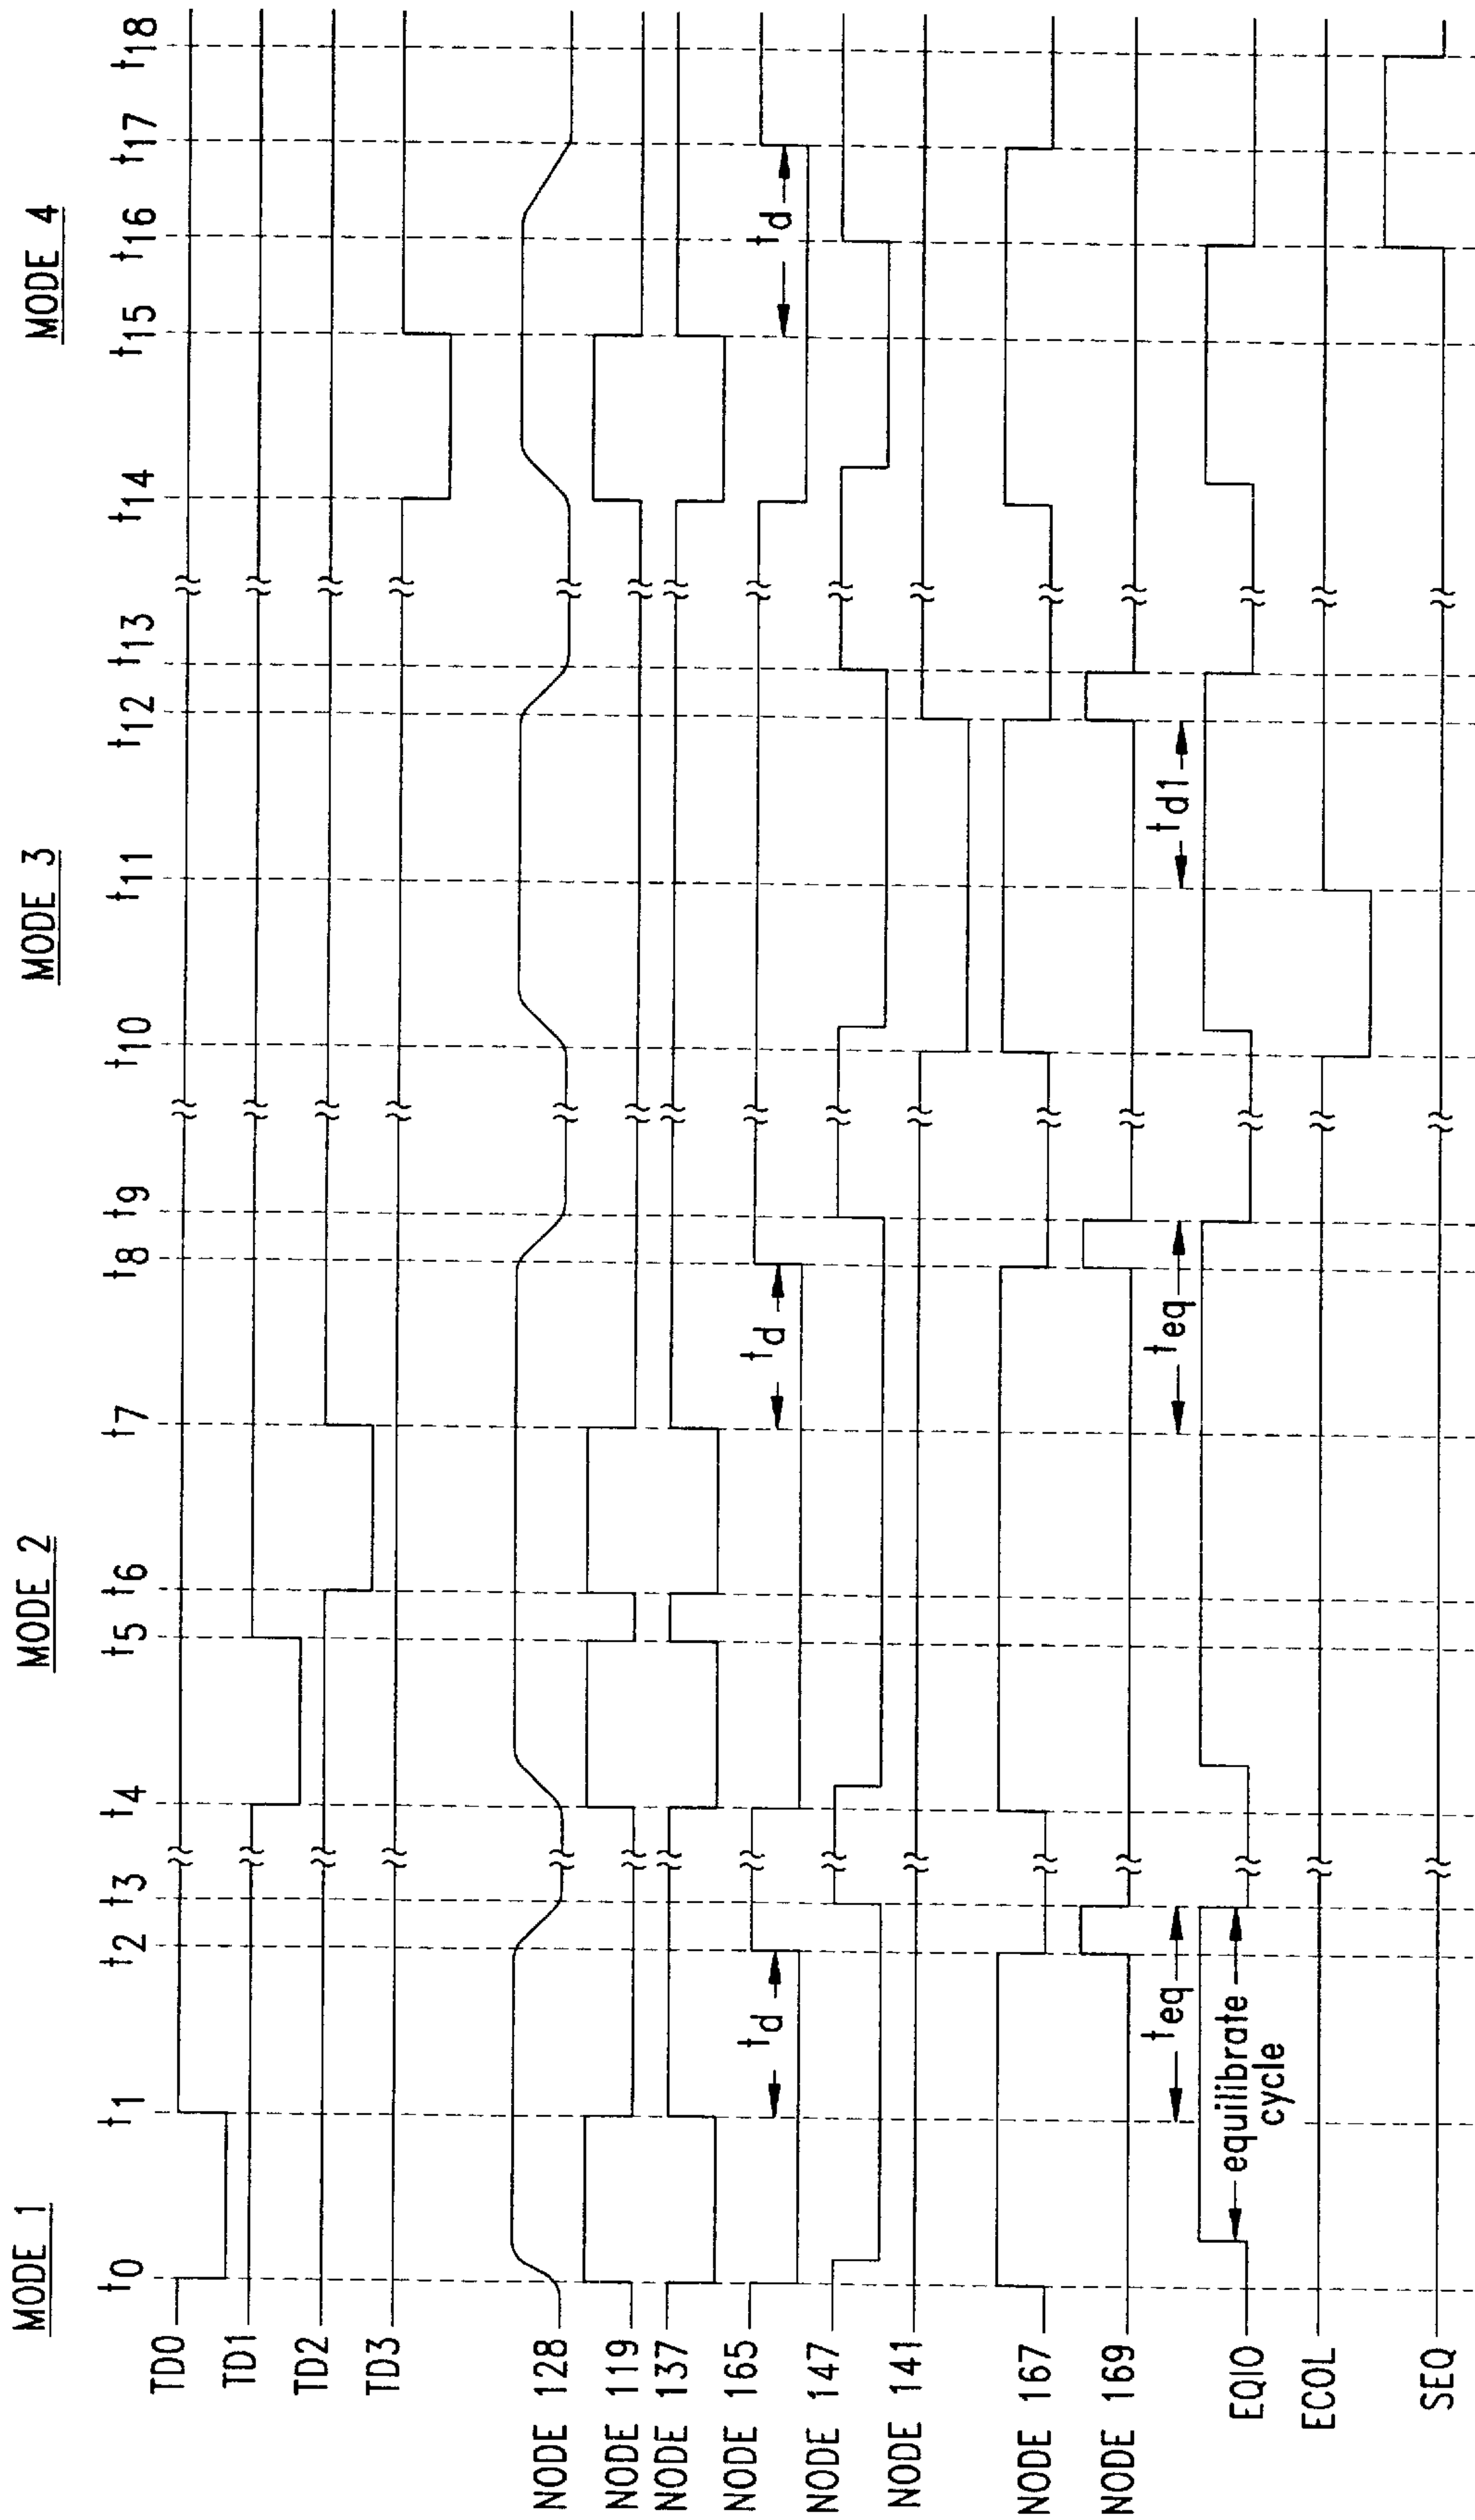 MODE 1
MODE 2
MODE 3
MODE 4
t0 t1 t2 t3 t4 t5 t6 t7 t8 t9 t10 t11 t12 t13 t14 t15 t16 t17 t18
TD0
TD1
TD2
TD3
NODE 128
NODE 119
NODE 137
NODE 165
td td td
NODE 147
NODE 141
NODE 167
NODE 169
teq teq td1
EQIO
equilibrate
cycle
ECOL
SEQ